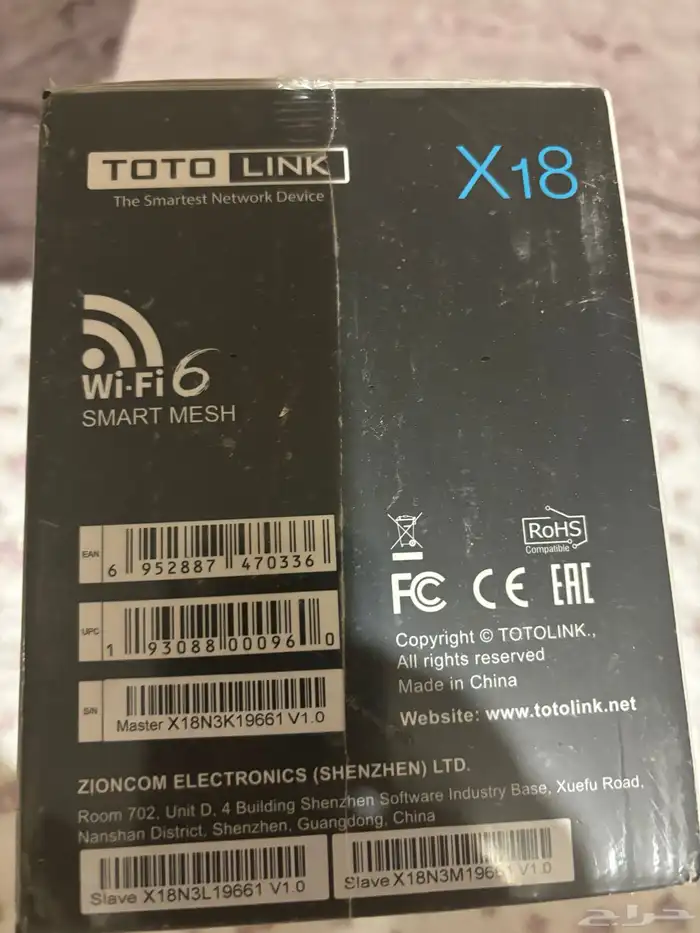 TOTO LINK
The Smartest Network Device
X18
Wi-Fi 6
SMART MESH
EAN
6 952887 470336
UPC
1 93088 00096 0
S/N
Master X18N3K19661 V1.0
RoHS
Compatible
FC CE EAC
Copyright © TOTOLINK.,
All rights reserved
Made in China
Website: www.totolink.net
ZIONCOM ELECTRONICS (SHENZHEN) LTD.
Room 702, Unit D, 4 Building Shenzhen Software Industry Base, Xuefu Road,
Nanshan District, Shenzhen, Guangdong, China
Slave X18N3L19661 V1.0
Slave X18N3M19661 V1.0
حراج